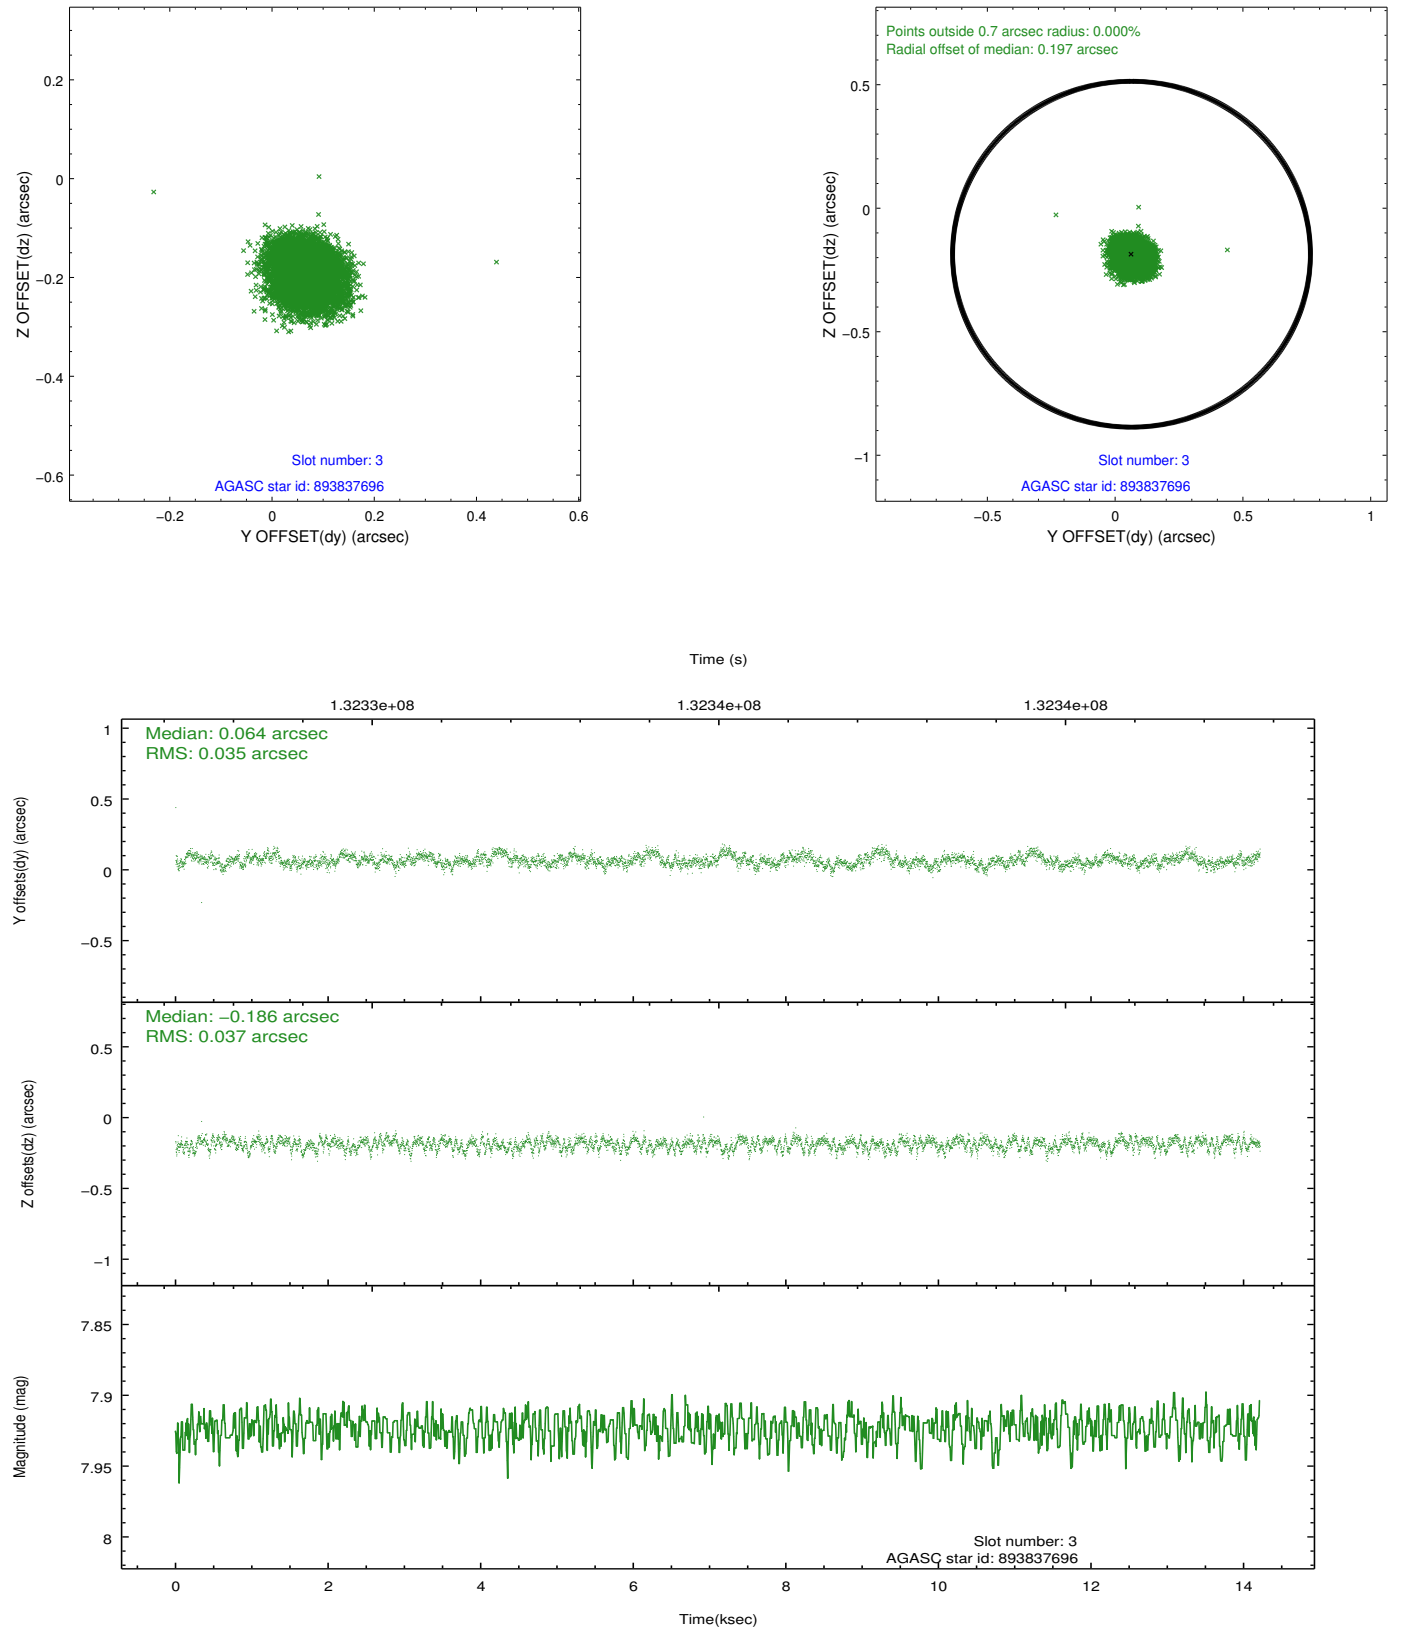 0.2
0
−0.2
−0.4
−0.6
Z OFFSET(dz) (arcsec)
Slot number: 3
AGASC star id: 893837696
−0.2 0 0.2 0.4 0.6
Y OFFSET(dy) (arcsec)
Points outside 0.7 arcsec radius: 0.000%
Radial offset of median: 0.197 arcsec
0.5
0
−0.5
−1
Z OFFSET(dz) (arcsec)
Slot number: 3
AGASC star id: 893837696
−0.5 0 0.5 1
Y OFFSET(dy) (arcsec)
Time (s)
1.3233e+08 1.3234e+08 1.3234e+08
Median: 0.064 arcsec
RMS: 0.035 arcsec
1
0.5
0
−0.5
Y offsets(dy) (arcsec)
Median: −0.186 arcsec
RMS: 0.037 arcsec
0.5
0
−0.5
−1
Z offsets(dz) (arcsec)
7.85
7.9
7.95
8
Magnitude (mag)
Slot number: 3
AGASC star id: 893837696
0 2 4 6 8 10 12 14
Time(ksec)